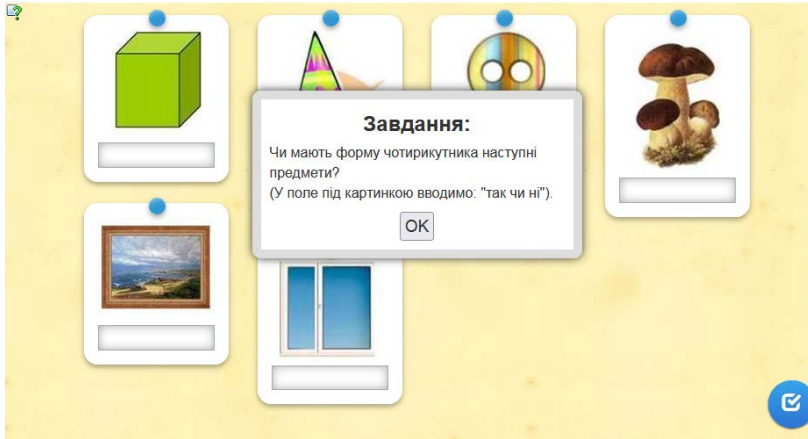 Завдання:
Чи мають форму чотирикутника наступні
предмети?
(У поле під картинкою вводимо: "так чи ні").
OK